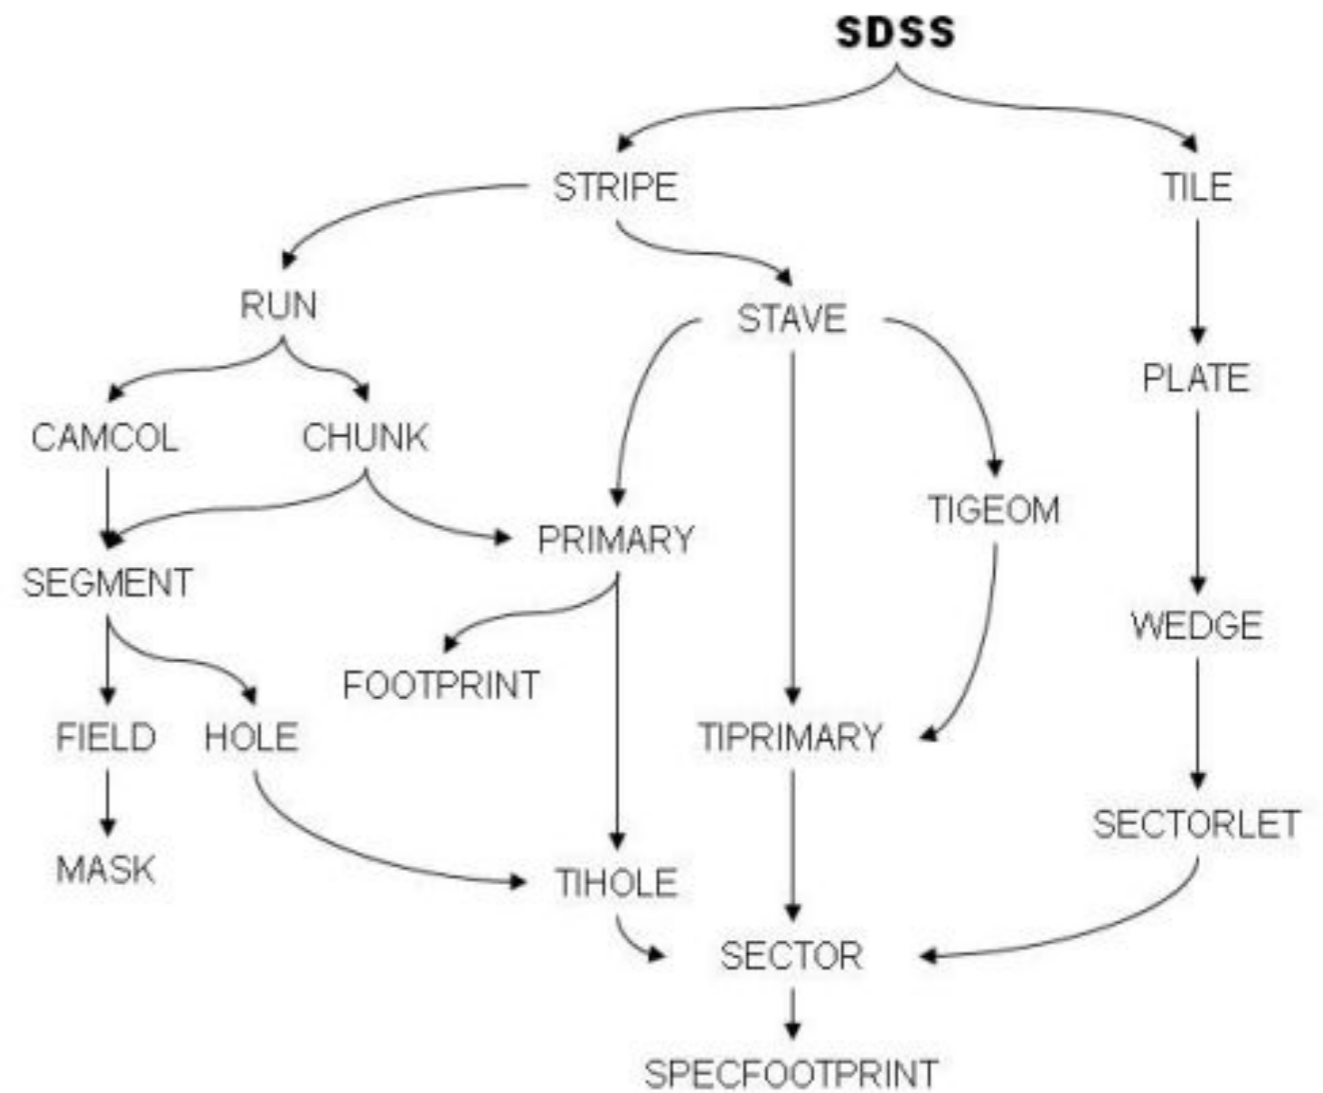 SDSS
STRIPE
TILE
RUN
STAVE
PLATE
CAMCOL
CHUNK
TIGEOM
PRIMARY
SEGMENT
WEDGE
FOOTPRINT
FIELD
HOLE
TIPRIMARY
SECTORLET
MASK
TIHOLE
SECTOR
SPECFOOTPRINT